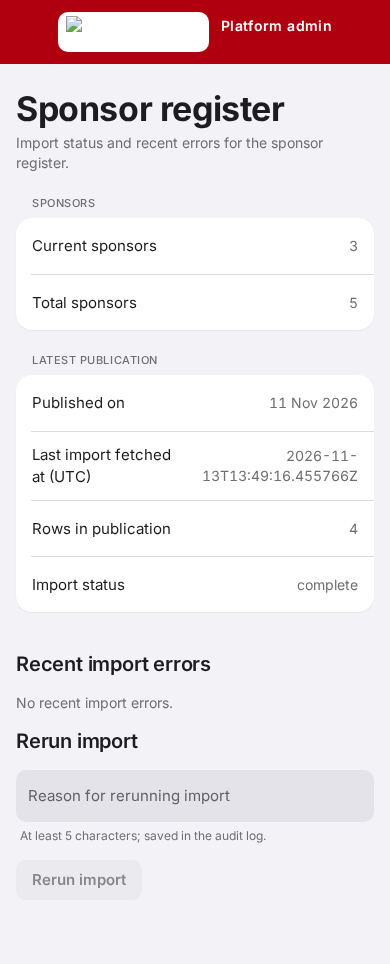 Platform admin
Sponsor register
Import status and recent errors for the sponsor
register.
SPONSORS
Current sponsors 3
Total sponsors 5
LATEST PUBLICATION
Published on 11 Nov 2026
Last import fetched
at (UTC)
2026-11-
13T13:49:16.455766Z
Rows in publication 4
Import status complete
Recent import errors
No recent import errors.
Rerun import
Reason for rerunning import
At least 5 characters; saved in the audit log.
Rerun import